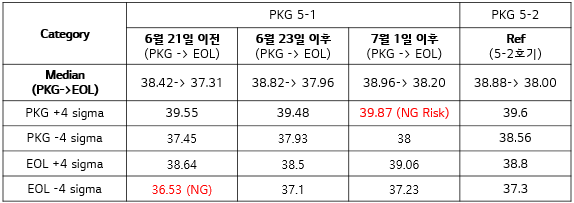 Category PKG 5-1 PKG 5-2
6월 21일 이전 6월 23일 이후 7월 1일 이후 Ref
(PKG -> EOL) (PKG -> EOL) (PKG -> EOL) (5-2호기)
Median
(PKG->EOL) 38.42-> 37.31 38.82-> 37.96 38.96-> 38.20 38.88-> 38.00
PKG +4 sigma 39.55 39.48 39.87 (NG Risk) 39.6
PKG -4 sigma 37.45 37.93 38 38.56
EOL +4 sigma 38.64 38.5 39.06 38.8
EOL -4 sigma 36.53 (NG) 37.1 37.23 37.3